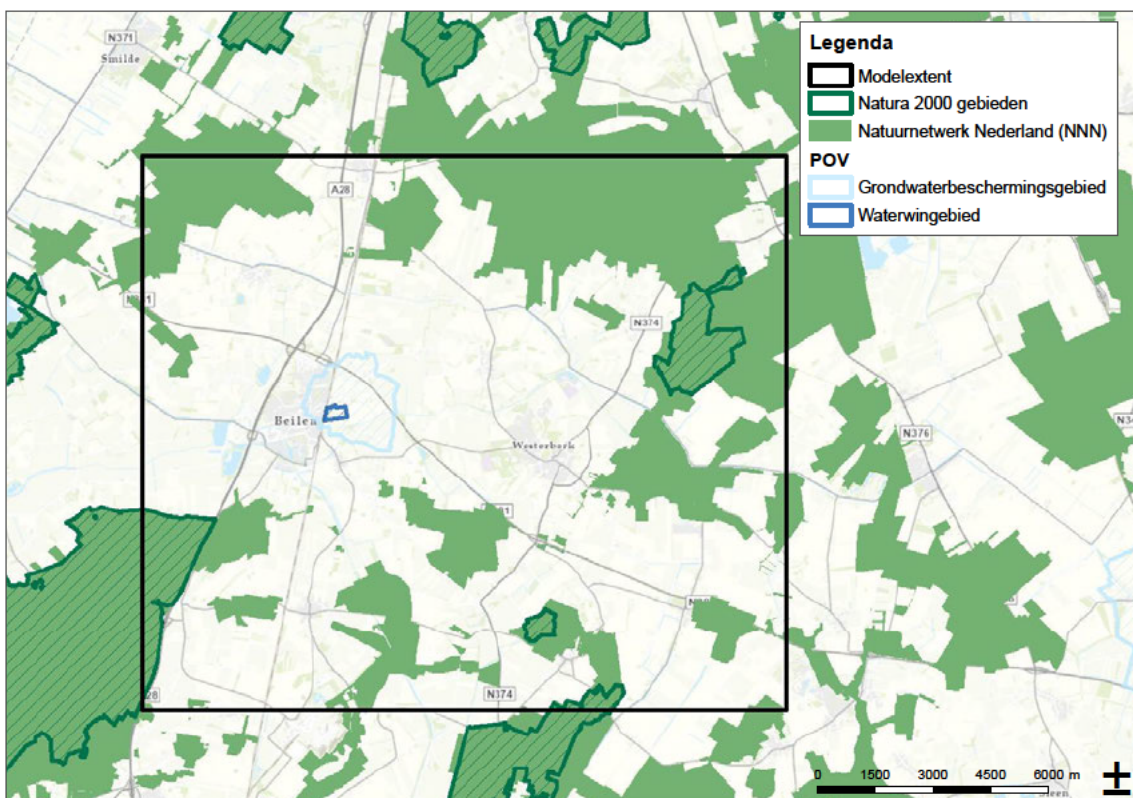 N371
Smilde
Legenda
Modelextent
Natura 2000 gebieden
Natuurnetwerk Nederland (NNN)
POV
Grondwaterbeschermingsgebied
Waterwingebied
A28
N374
Beilen
Westerbork
N376
N374
0 1500 3000 4500 6000 m